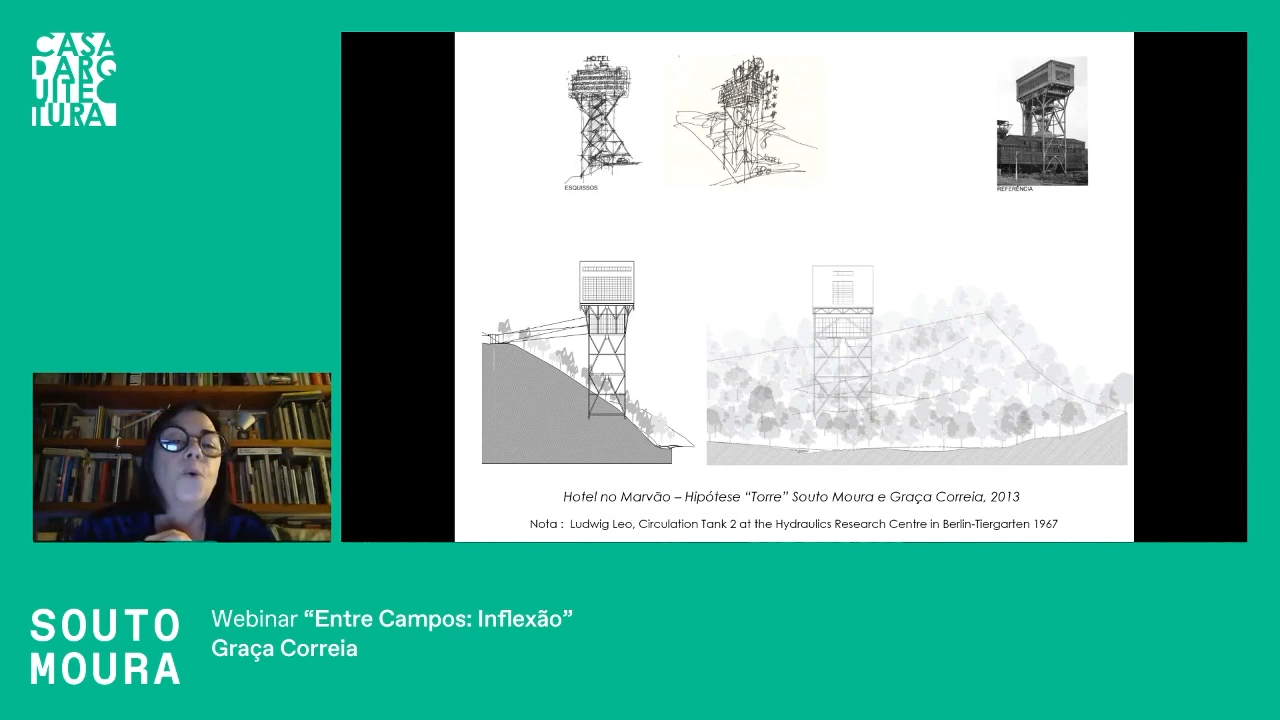 CASA
DARQ
UITEC
TURA
HOTEL
ESQUISSOS
REFERÊNCIA
Hotel no Marvão – Hipótese “Torre” Souto Moura e Graça Correia, 2013
Nota : Ludwig Leo, Circulation Tank 2 at the Hydraulics Research Centre in Berlin-Tiergarten 1967
SOUTO
MOURA
Webinar “Entre Campos: Inflexão”
Graça Correia